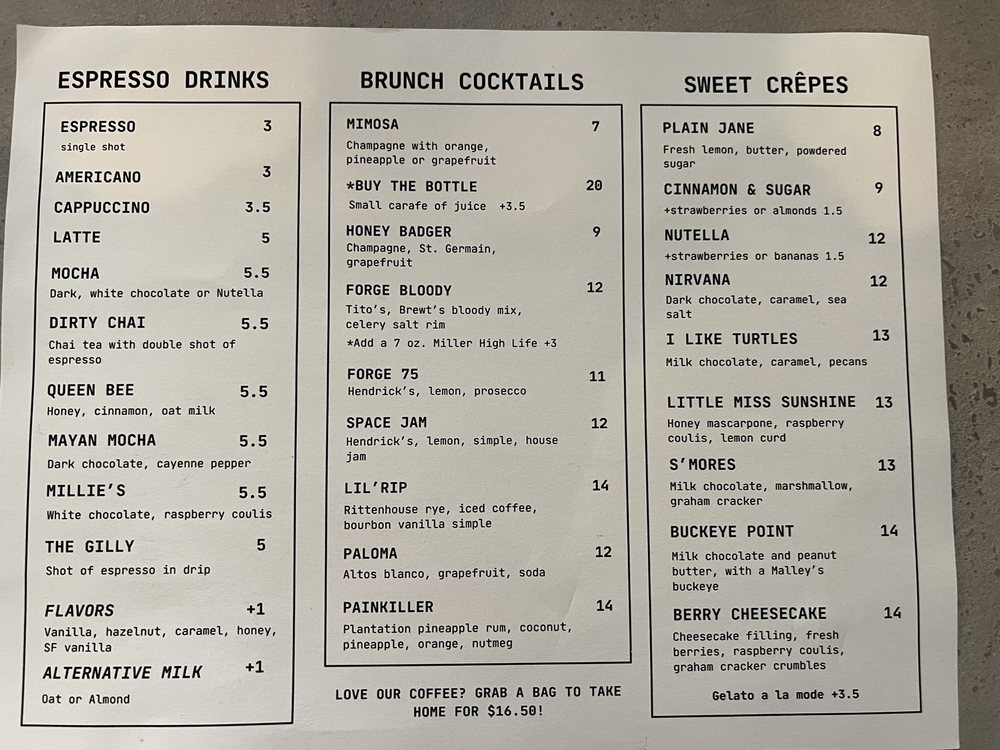 ESPRESSO DRINKS
ESPRESSO 3
single shot
AMERICANO 3
CAPPUCCINO 3.5
LATTE 5
MOCHA 5.5
Dark, white chocolate or Nutella
DIRTY CHAI 5.5
Chai tea with double shot of
espresso
QUEEN BEE 5.5
Honey, cinnamon, oat milk
MAYAN MOCHA 5.5
Dark chocolate, cayenne pepper
MILLIE'S 5.5
White chocolate, raspberry coulis
THE GILLY 5
Shot of espresso in drip
FLAVORS +1
Vanilla, hazelnut, caramel, honey,
SF vanilla
ALTERNATIVE MILK +1
Oat or Almond
BRUNCH COCKTAILS
MIMOSA 7
Champagne with orange,
pineapple or grapefruit
*BUY THE BOTTLE 20
Small carafe of juice +3.5
HONEY BADGER 9
Champagne, St. Germain,
grapefruit
FORGE BLOODY 12
Tito's, Brewt's bloody mix,
celery salt rim
*Add a 7 oz. Miller High Life +3
FORGE 75 11
Hendrick's, lemon, prosecco
SPACE JAM 12
Hendrick's, lemon, simple, house
jam
LIL'RIP 14
Rittenhouse rye, iced coffee,
bourbon vanilla simple
PALOMA 12
Altos blanco, grapefruit, soda
PAINKILLER 14
Plantation pineapple rum, coconut,
pineapple, orange, nutmeg
LOVE OUR COFFEE? GRAB A BAG TO TAKE
HOME FOR $16.50!
SWEET CRÊPES
PLAIN JANE 8
Fresh lemon, butter, powdered
sugar
CINNAMON & SUGAR 9
+strawberries or almonds 1.5
NUTELLA 12
+strawberries or bananas 1.5
NIRVANA 12
Dark chocolate, caramel, sea
salt
I LIKE TURTLES 13
Milk chocolate, caramel, pecans
LITTLE MISS SUNSHINE 13
Honey mascarpone, raspberry
coulis, lemon curd
S'MORES 13
Milk chocolate, marshmallow,
graham cracker
BUCKEYE POINT 14
Milk chocolate and peanut
butter, with a Malley's
buckeye
BERRY CHEESECAKE 14
Cheesecake filling, fresh
berries, raspberry coulis,
graham cracker crumbles
Gelato a la mode +3.5